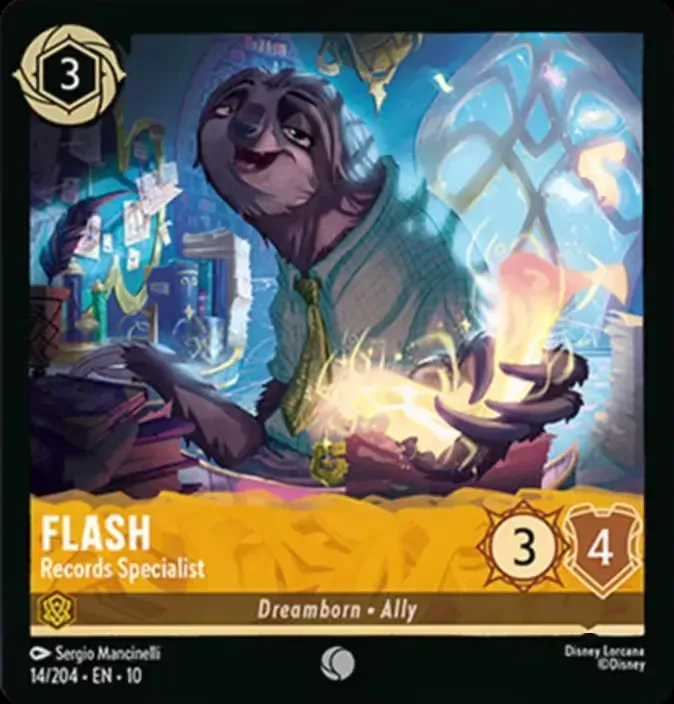 3
FLASH
Records Specialist
3
4
Dreamborn • Ally
Sergio Mancinelli
14/204 • EN • 10
Disney Lorcana
©Disney